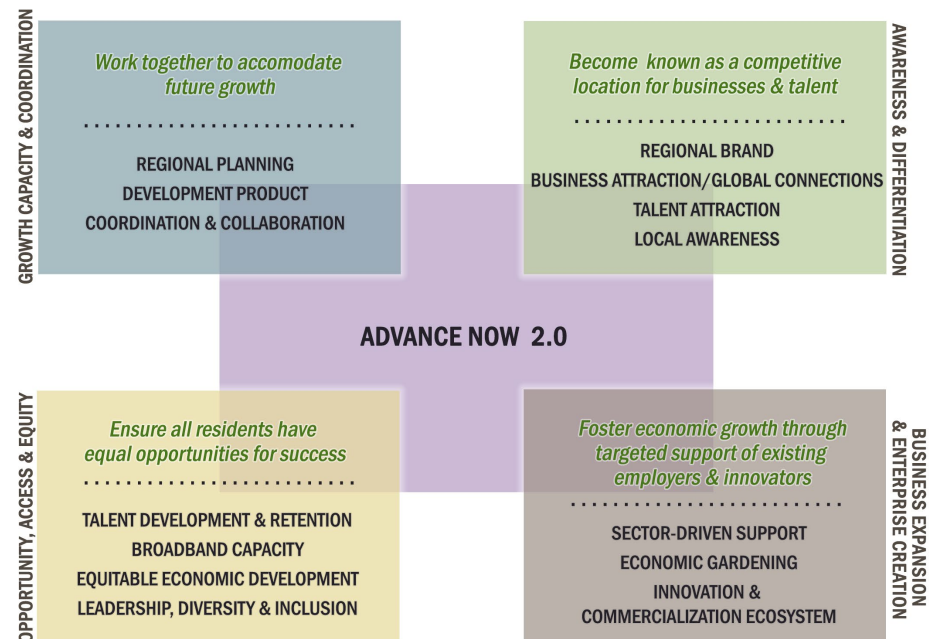 GROWTH CAPACITY & COORDINATION
Work together to accomodate
future growth
REGIONAL PLANNING
DEVELOPMENT PRODUCT
COORDINATION & COLLABORATION
AWARENESS & DIFFERENTIATION
Become known as a competitive
location for businesses & talent
REGIONAL BRAND
BUSINESS ATTRACTION/GLOBAL CONNECTIONS
TALENT ATTRACTION
LOCAL AWARENESS
ADVANCE NOW 2.0
OPPORTUNITY, ACCESS & EQUITY
Ensure all residents have
equal opportunities for success
TALENT DEVELOPMENT & RETENTION
BROADBAND CAPACITY
EQUITABLE ECONOMIC DEVELOPMENT
LEADERSHIP, DIVERSITY & INCLUSION
BUSINESS EXPANSION
& ENTERPRISE CREATION
Foster economic growth through
targeted support of existing
employers & innovators
SECTOR-DRIVEN SUPPORT
ECONOMIC GARDENING
INNOVATION &
COMMERCIALIZATION ECOSYSTEM